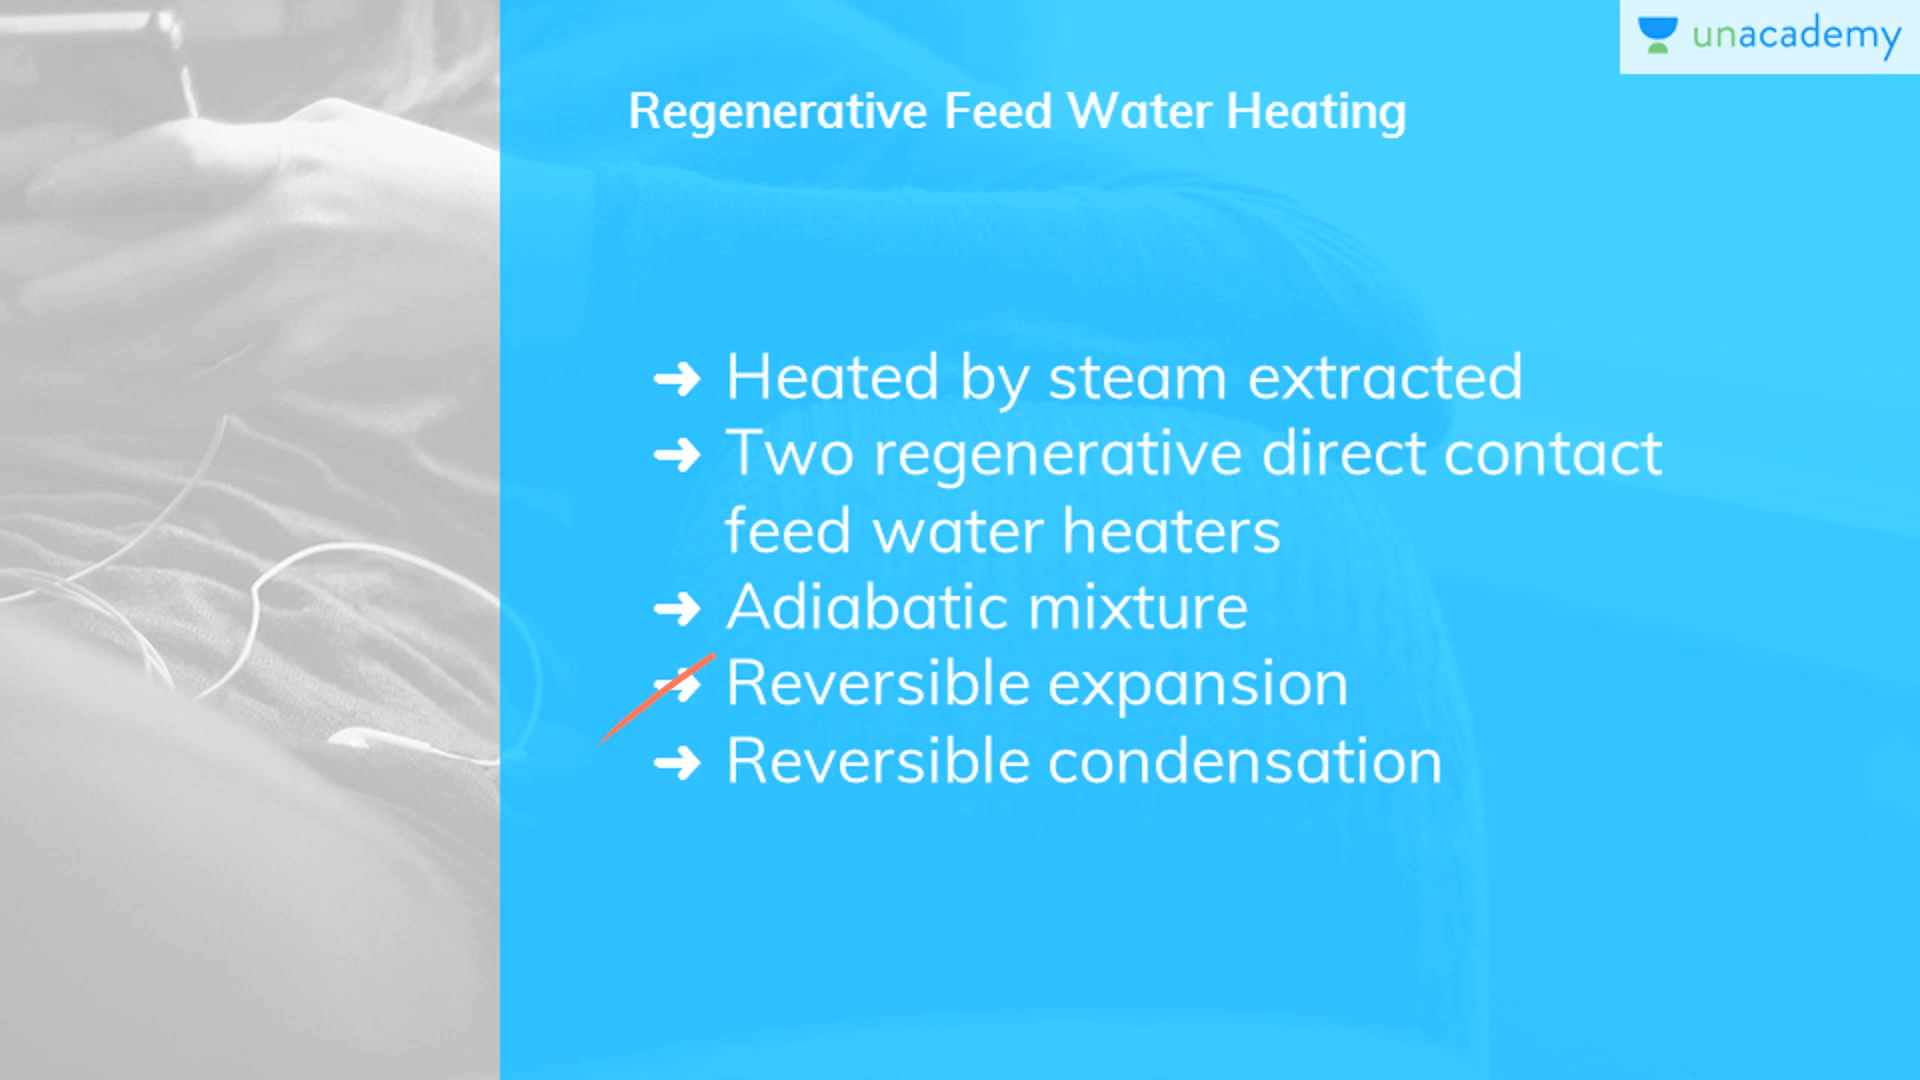 unacademy
Regenerative Feed Water Heating
➜ Heated by steam extracted
➜ Two regenerative direct contact
feed water heaters
➜ Adiabatic mixture
➜ Reversible expansion
➜ Reversible condensation